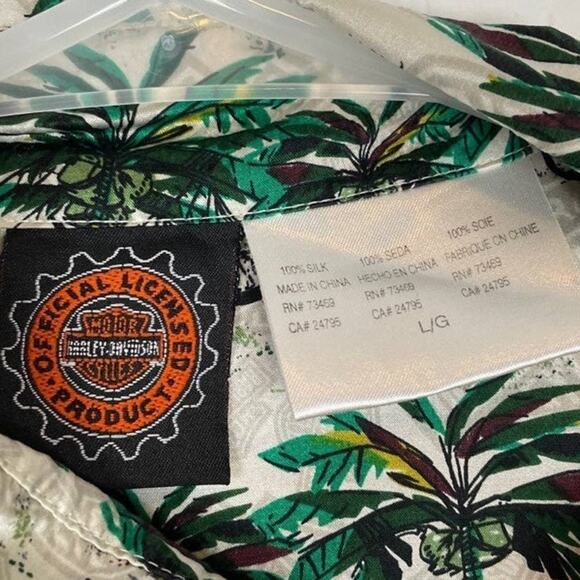 OFFICIAL LICENSED
MOTOR
HARLEY-DAVIDSON
CYCLES
PRODUCT
100% SILK
MADE IN CHINA
RN# 73469
CA# 24795
100% SEDA
HECHO EN CHINA
RN# 73469
CA# 24795
100% SOIE
FABRIQUE ON CHINE
RN# 73469
CA# 24795
L/G